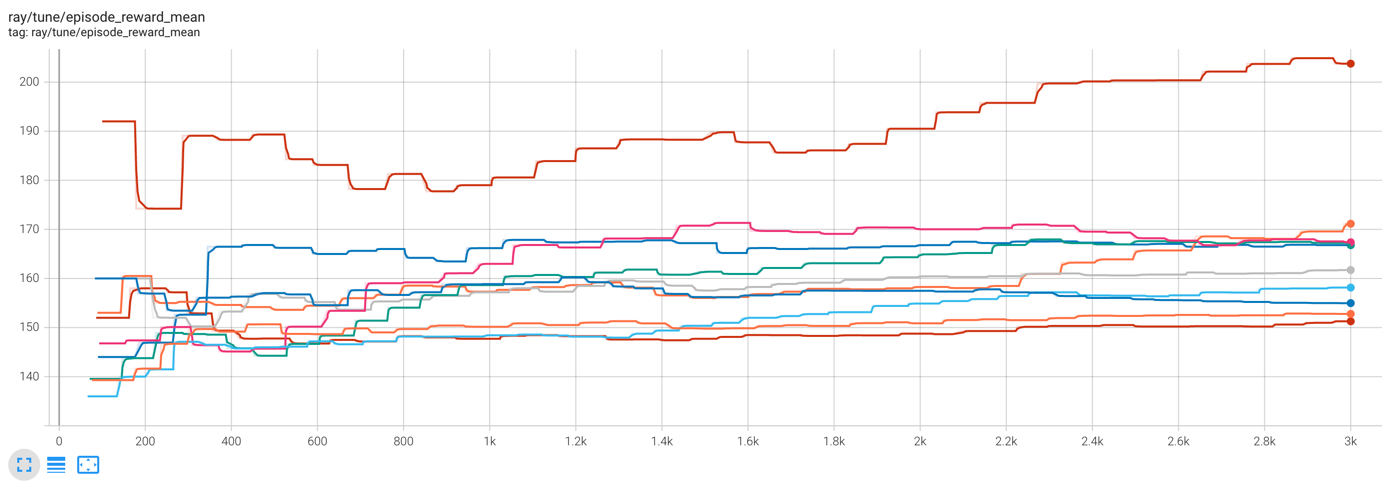 ray/tune/episode_reward_mean
tag: ray/tune/episode_reward_mean
200
190
180
170
160
150
140
0 200 400 600 800 1k 1.2k 1.4k 1.6k 1.8k 2k 2.2k 2.4k 2.6k 2.8k 3k